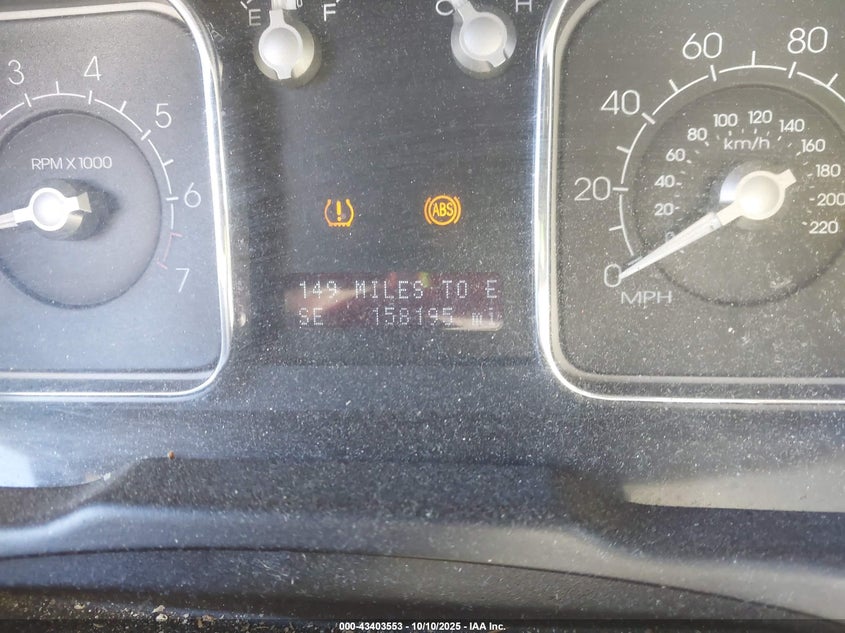 E F
C H
3 4 5 6 7
RPM X 1000
ABS
149 MILES TO E
SE 158195 mi
0 20 40 60 80
MPH
20 40 60 80 100 120 140 160 180 200 220
km/h
000-43403553 - 10/10/2025 - IAA Inc.